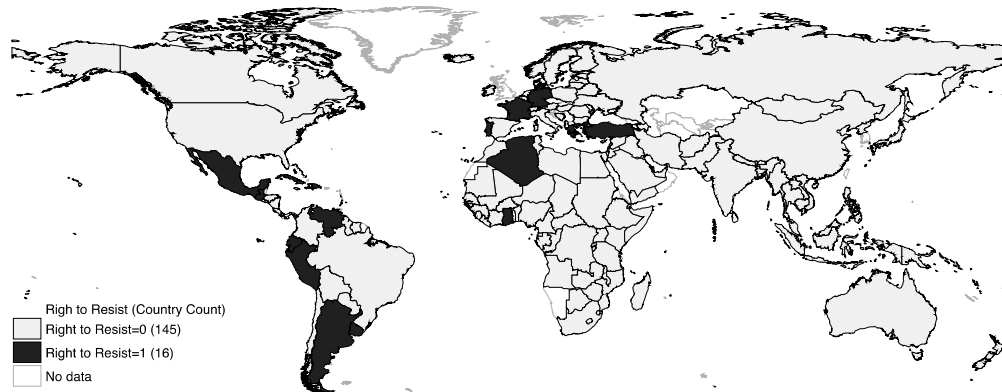 Righ to Resist (Country Count)
Right to Resist=0 (145)
Right to Resist=1 (16)
No data